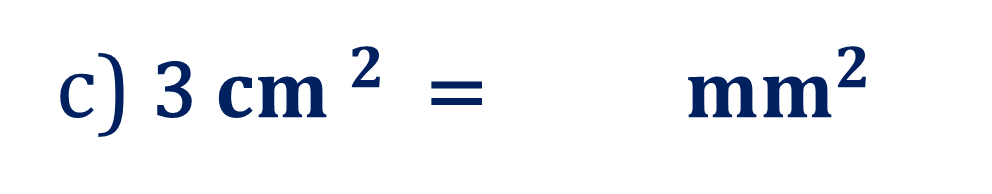 c) 3 cm ² = mm²